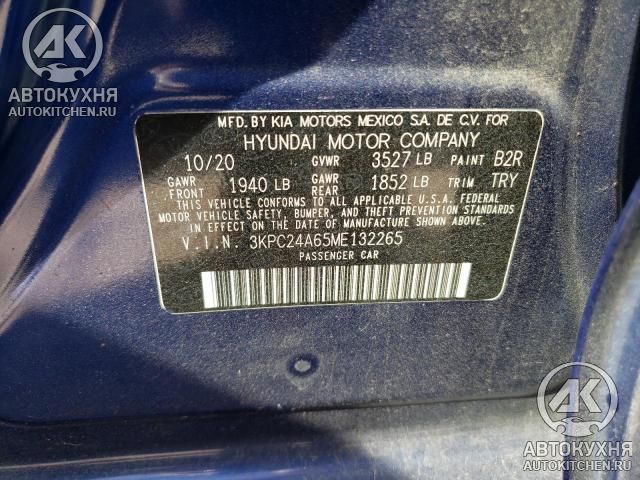 AK
АВТОКУХНЯ
AUTOKITCHEN.RU
MFD. BY KIA MOTORS MEXICO S.A. DE C.V. FOR
HYUNDAI MOTOR COMPANY
10/20 GVWR 3527 LB PAINT B2R
GAWR FRONT 1940 LB GAWR REAR 1852 LB TRIM TRY
THIS VEHICLE CONFORMS TO ALL APPLICABLE U.S.A. FEDERAL
MOTOR VEHICLE SAFETY, BUMPER, AND THEFT PREVENTION STANDARDS
IN EFFECT ON THE DATE OF MANUFACTURE SHOWN ABOVE.
V.I.N. 3KPC24A65ME132265
PASSENGER CAR
AK
АВТОКУХНЯ
AUTOKITCHEN.RU